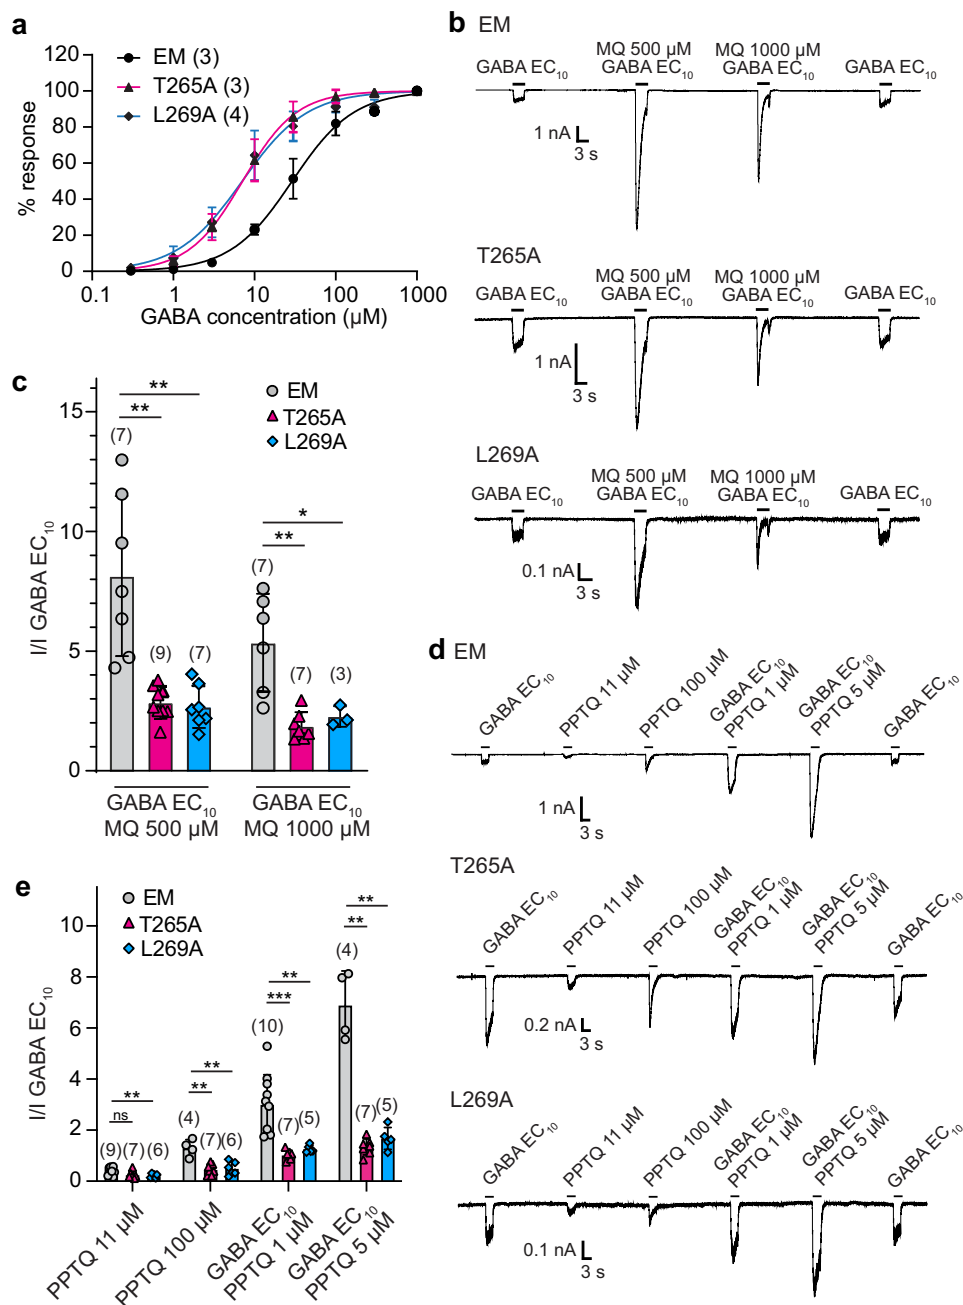 a
120
100
80
60
40
20
0
% response
EM (3)
T265A (3)
L269A (4)
0.1 1 10 100 1000
GABA concentration (µM)
b EM
GABA EC10
MQ 500 µM
GABA EC10
MQ 1000 µM
GABA EC10
GABA EC10
1 nA
3 s
T265A
GABA EC10
MQ 500 µM
GABA EC10
MQ 1000 µM
GABA EC10
GABA EC10
1 nA
3 s
L269A
GABA EC10
MQ 500 µM
GABA EC10
MQ 1000 µM
GABA EC10
GABA EC10
0.1 nA
3 s
c
15
10
5
0
I/I GABA EC10
EM
T265A
L269A
**
**
(7)
(9)
(7)
*
**
(7)
(7)
(3)
GABA EC10
MQ 500 µM
GABA EC10
MQ 1000 µM
d EM
GABA EC10
PPTQ 11 µM
PPTQ 100 µM
GABA EC10
PPTQ 1 µM
GABA EC10
PPTQ 5 µM
GABA EC10
1 nA
3 s
T265A
GABA EC10
PPTQ 11 µM
PPTQ 100 µM
GABA EC10
PPTQ 1 µM
GABA EC10
PPTQ 5 µM
GABA EC10
0.2 nA
3 s
L269A
GABA EC10
PPTQ 11 µM
PPTQ 100 µM
GABA EC10
PPTQ 1 µM
GABA EC10
PPTQ 5 µM
GABA EC10
0.1 nA
3 s
e
10
8
6
4
2
0
I/I GABA EC10
EM
T265A
L269A
**
ns
(9) (7) (6)
**
**
(4)
(7) (6)
**
***
(10)
(7) (5)
**
**
(4)
(7) (5)
PPTQ 11 µM
PPTQ 100 µM
GABA EC10
PPTQ 1 µM
GABA EC10
PPTQ 5 µM